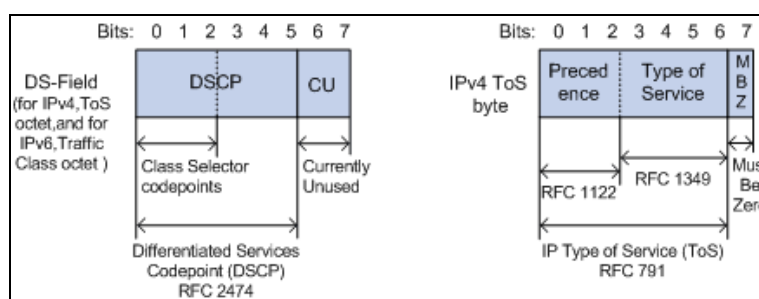 Bits: 0 1 2 3 4 5 6 7
DS-Field
(for IPv4,ToS
octet,and for
IPv6,Traffic
Class octet )
DSCP
CU
Class Selector
codepoints
Currently
Unused
Differentiated Services
Codepoint (DSCP)
RFC 2474
Bits: 0 1 2 3 4 5 6 7
IPv4 ToS
byte
Preced
ence
Type of
Service
M
B
Z
RFC 1122
RFC 1349
Mus
Be
Zero
IP Type of Service (ToS)
RFC 791